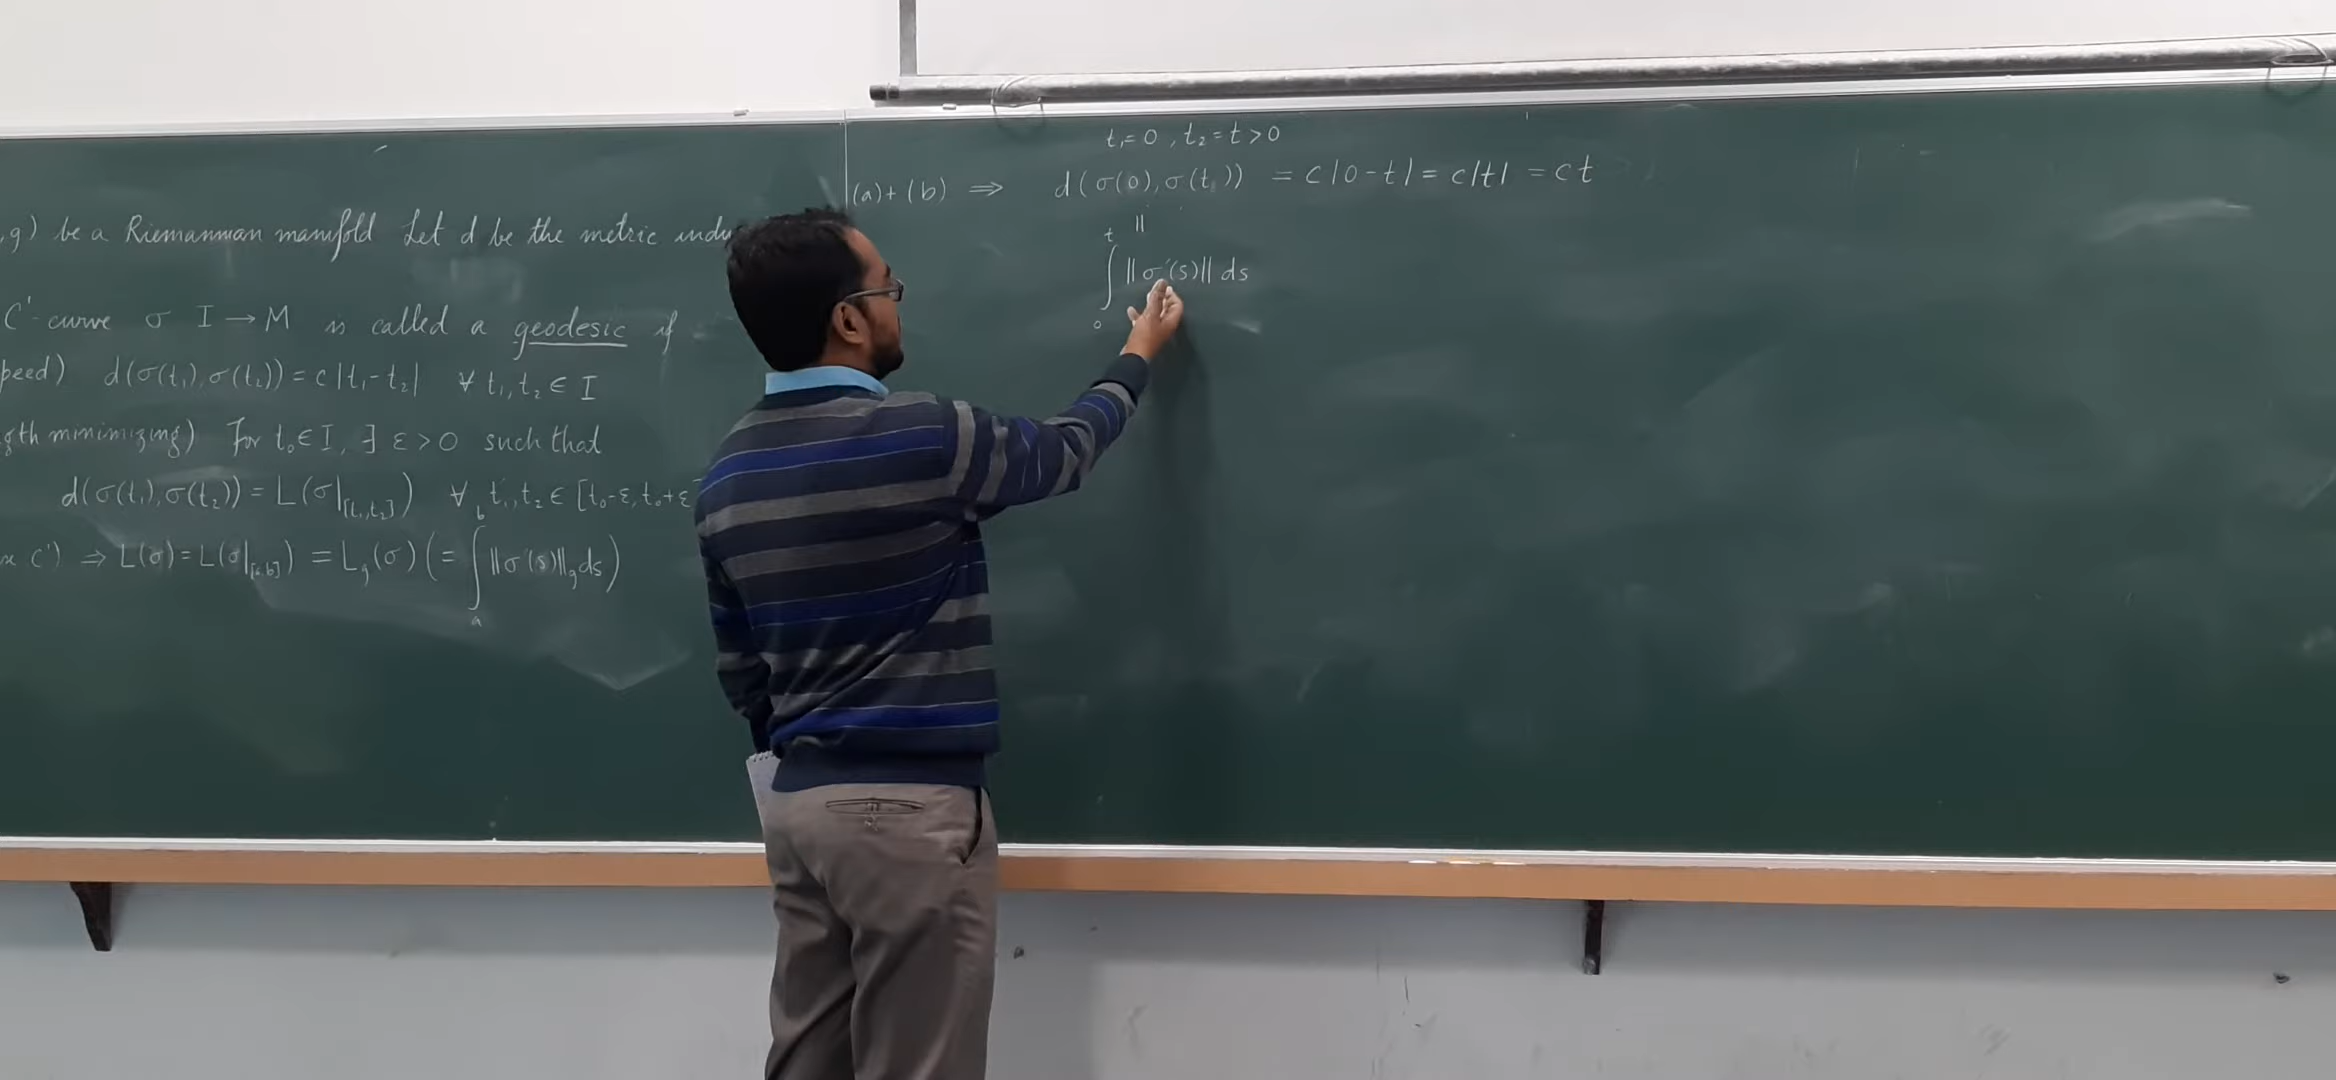 ,g) be a Riemannian manifold Let d be the metric indu
C'-curve σ I → M is called a geodesic if
peed) d(σ(t₁),σ(t₂)) = c|t₁-t₂| ∀ t₁,t₂ ∈ I
gth minimizing) For t₀∈I, ∃ ε>0 such that
d(σ(t₁),σ(t₂)) = L(σ|[t₁,t₂]) ∀ t₁,t₂ ∈ [t₀-ε,t₀+ε
C') ⇒ L(σ) = L(σ|[a,b]) = L_g(σ) (= ∫_a^b ||σ'(s)||_g ds)
t₁=0, t₂=t>0
(a)+(b) ⇒ d(σ(0),σ(t)) = c|0-t| = c|t| = ct
||
∫_0^t ||σ'(s)|| ds